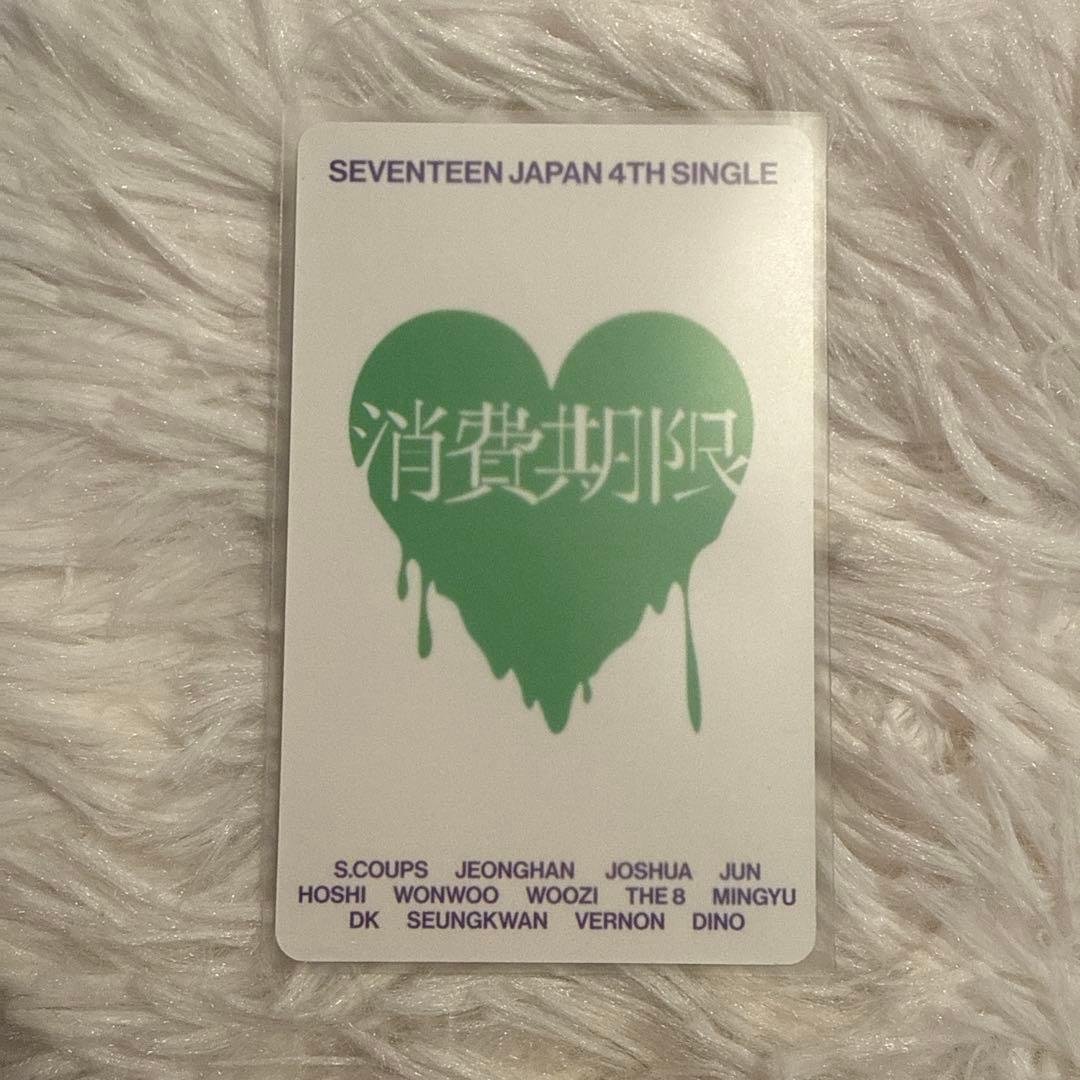 SEVENTEEN JAPAN 4TH SINGLE
消費期限
S.COUPS JEONGHAN JOSHUA JUN
HOSHI WONWOO WOOZI THE 8 MINGYU
DK SEUNGKWAN VERNON DINO